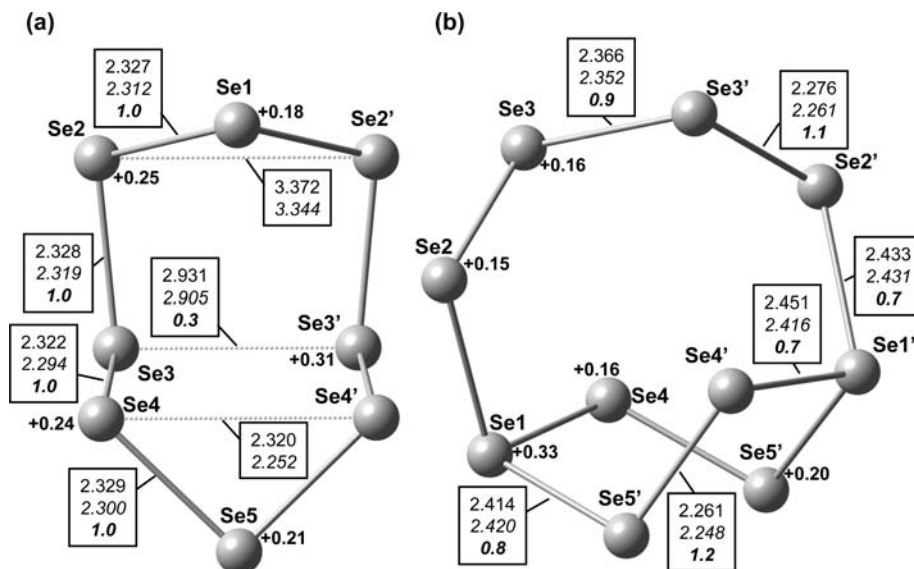 (a)
2.327
2.312
1.0
Se1
+0.18
Se2
Se2’
+0.25
3.372
3.344
2.328
2.319
1.0
2.931
2.905
0.3
Se3’
+0.31
2.322
2.294
1.0
Se3
Se4
+0.24
Se4’
2.320
2.252
2.329
2.300
1.0
Se5
+0.21
(b)
2.366
2.352
0.9
Se3
+0.16
Se3’
2.276
2.261
1.1
Se2’
Se2
+0.15
2.433
2.431
0.7
2.451
2.416
0.7
Se4’
Se1’
+0.16
Se4
Se1
+0.33
Se5’
+0.20
Se5’
2.414
2.420
0.8
2.261
2.248
1.2